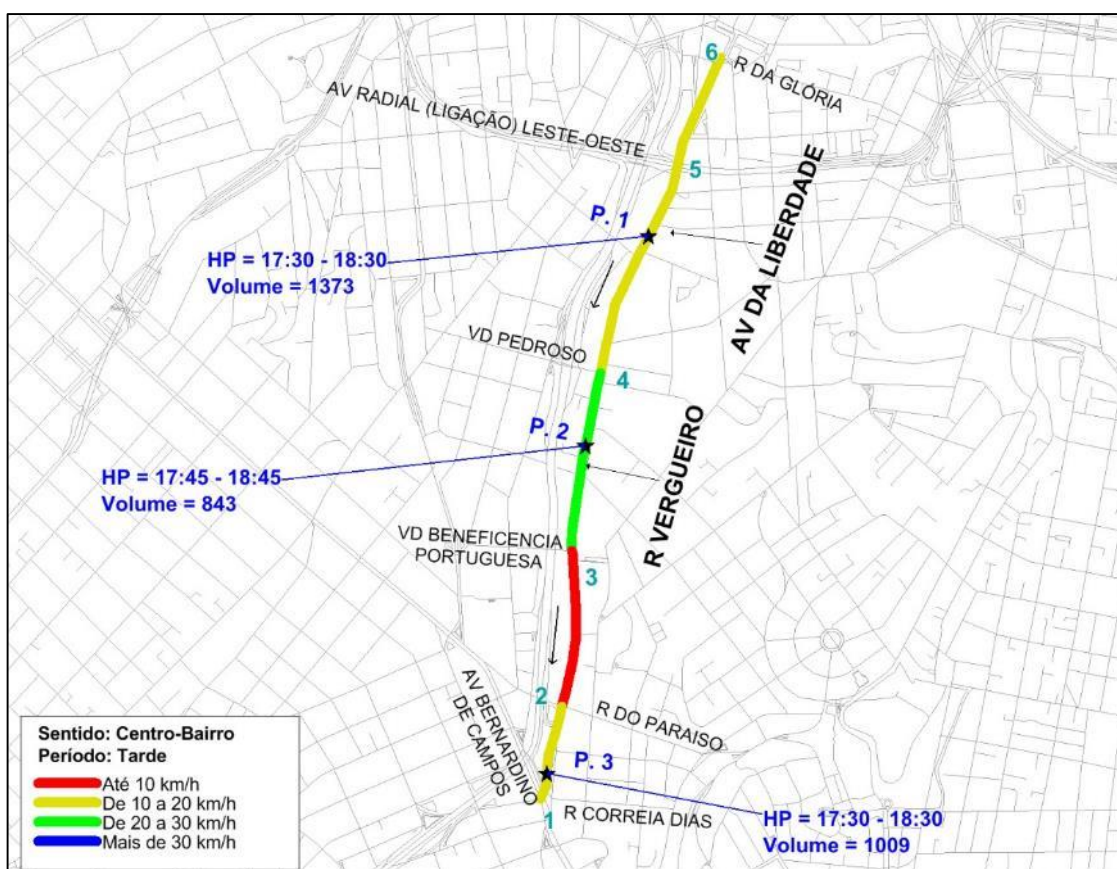 6
R DA GLÓRIA
AV RADIAL (LIGAÇÃO) LESTE-OESTE
5
AV DA LIBERDADE
P. 1
HP = 17:30 - 18:30
Volume = 1373
VD PEDROSO
4
P. 2
R VERGUEIRO
HP = 17:45 - 18:45
Volume = 843
VD BENEFICENCIA
PORTUGUESA
3
AV BERNARDINO
DE CAMPOS
2
R DO PARAISO
P. 3
1
R CORREIA DIAS
HP = 17:30 - 18:30
Volume = 1009
Sentido: Centro-Bairro
Período: Tarde
Até 10 km/h
De 10 a 20 km/h
De 20 a 30 km/h
Mais de 30 km/h